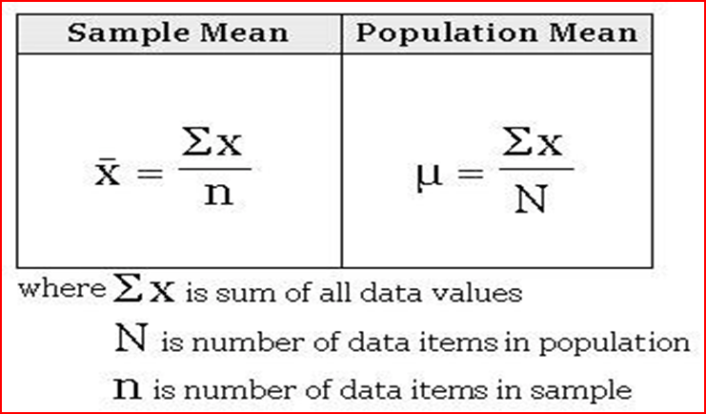 Sample Mean Population Mean
x̄ = Σx / n μ = Σx / N
where Σx is sum of all data values
N is number of data items in population
n is number of data items in sample